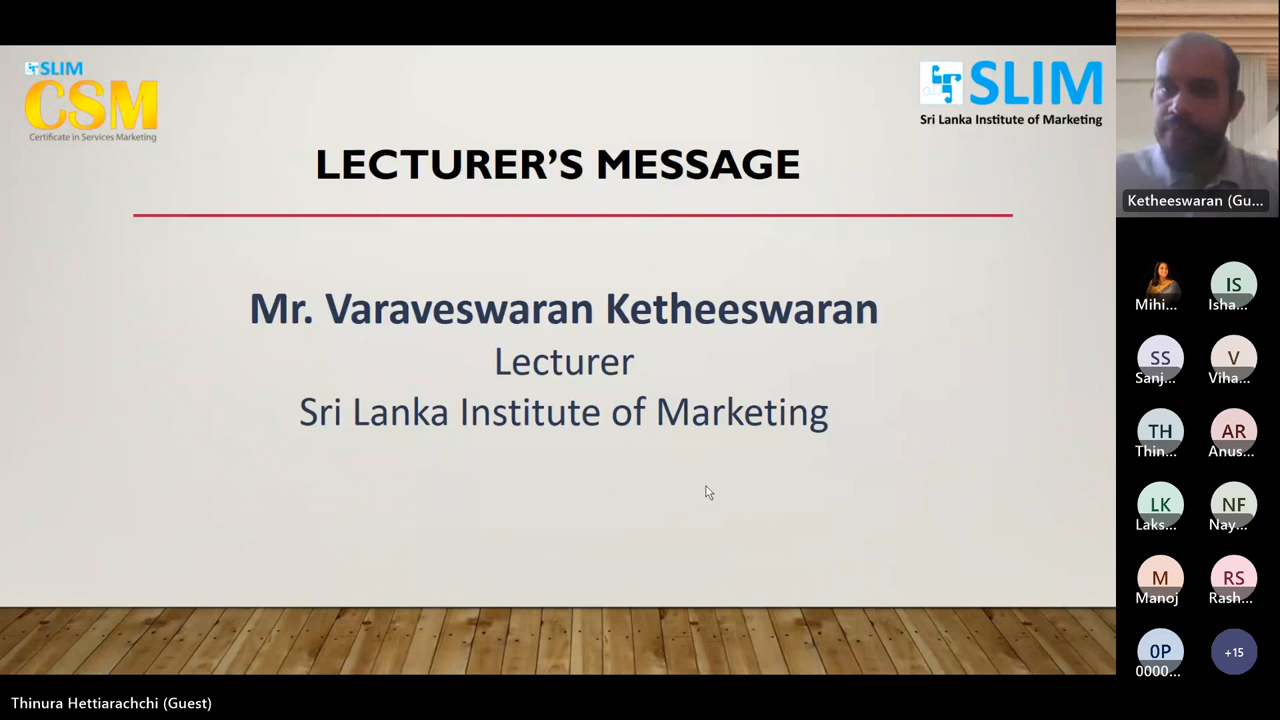 SLIM
CSM
Certificate in Services Marketing
SLIM
Sri Lanka Institute of Marketing
LECTURER'S MESSAGE
Mr. Varaveswaran Ketheeswaran
Lecturer
Sri Lanka Institute of Marketing
Ketheeswaran (Gu...
Mihi...
IS
Isha...
SS
Sanj...
V
Viha...
TH
Thin...
AR
Anus...
LK
Laks...
NF
Nay...
M
Manoj
RS
Rash...
0P
0000...
+15
Thinura Hettiarachchi (Guest)